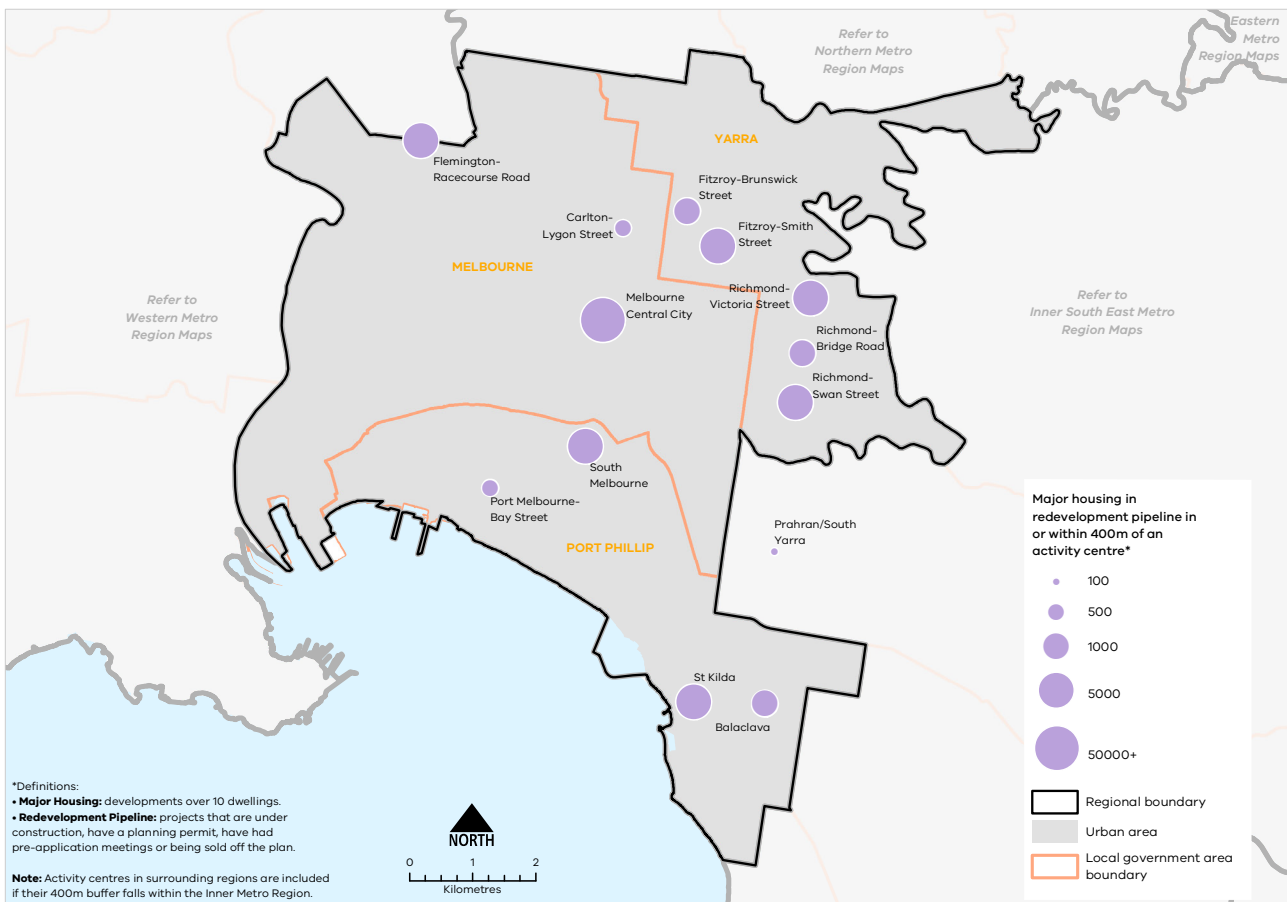 Refer to
Northern Metro
Region Maps
Eastern
Metro
Region Maps
YARRA
Flemington-
Racecourse Road
Fitzroy-Brunswick
Street
Carlton-
Lygon Street
Fitzroy-Smith
Street
MELBOURNE
Refer to
Western Metro
Region Maps
Melbourne
Central City
Richmond-
Victoria Street
Refer to
Inner South East Metro
Region Maps
Richmond-
Bridge Road
Richmond-
Swan Street
South
Melbourne
Port Melbourne-
Bay Street
PORT PHILLIP
Prahran/South
Yarra
St Kilda
Balaclava
Major housing in
redevelopment pipeline in
or within 400m of an
activity centre*
100
500
1000
5000
50000+
Regional boundary
Urban area
Local government area
boundary
*Definitions:
• Major Housing: developments over 10 dwellings.
• Redevelopment Pipeline: projects that are under
construction, have a planning permit, have had
pre-application meetings or being sold off the plan.
Note: Activity centres in surrounding regions are included
if their 400m buffer falls within the Inner Metro Region.
NORTH
0 1 2
Kilometres